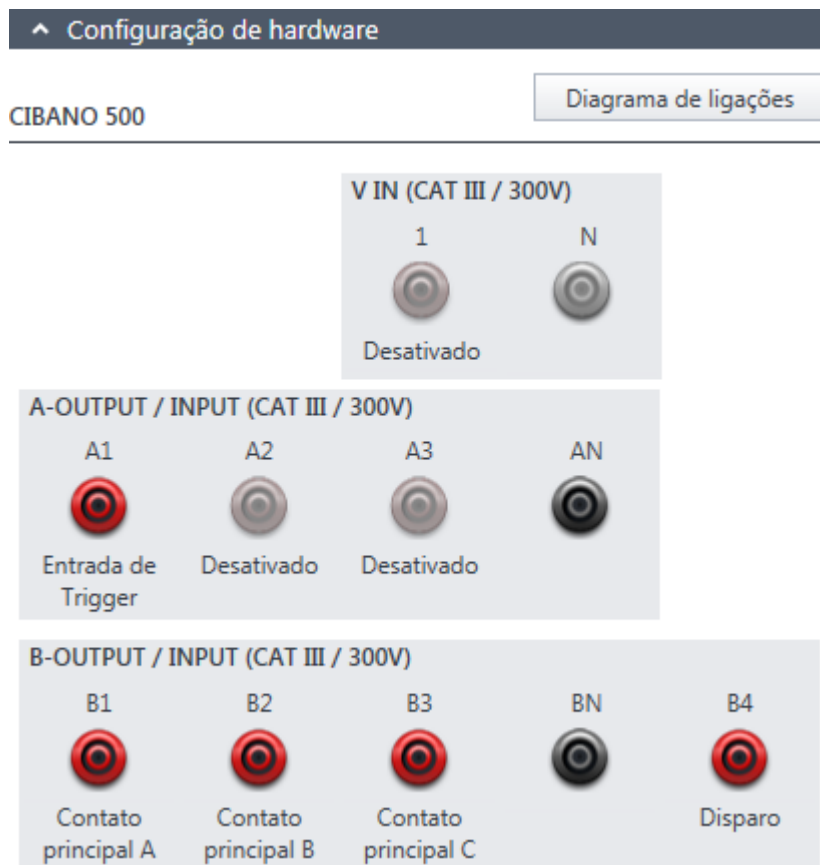 Configuração de hardware
Diagrama de ligações
CIBANO 500
V IN (CAT III / 300V)
1 N
Desativado
A-OUTPUT / INPUT (CAT III / 300V)
A1 A2 A3 AN
Entrada de Desativado Desativado
Trigger
B-OUTPUT / INPUT (CAT III / 300V)
B1 B2 B3 BN B4
Contato Contato Contato Disparo
principal A principal B principal C